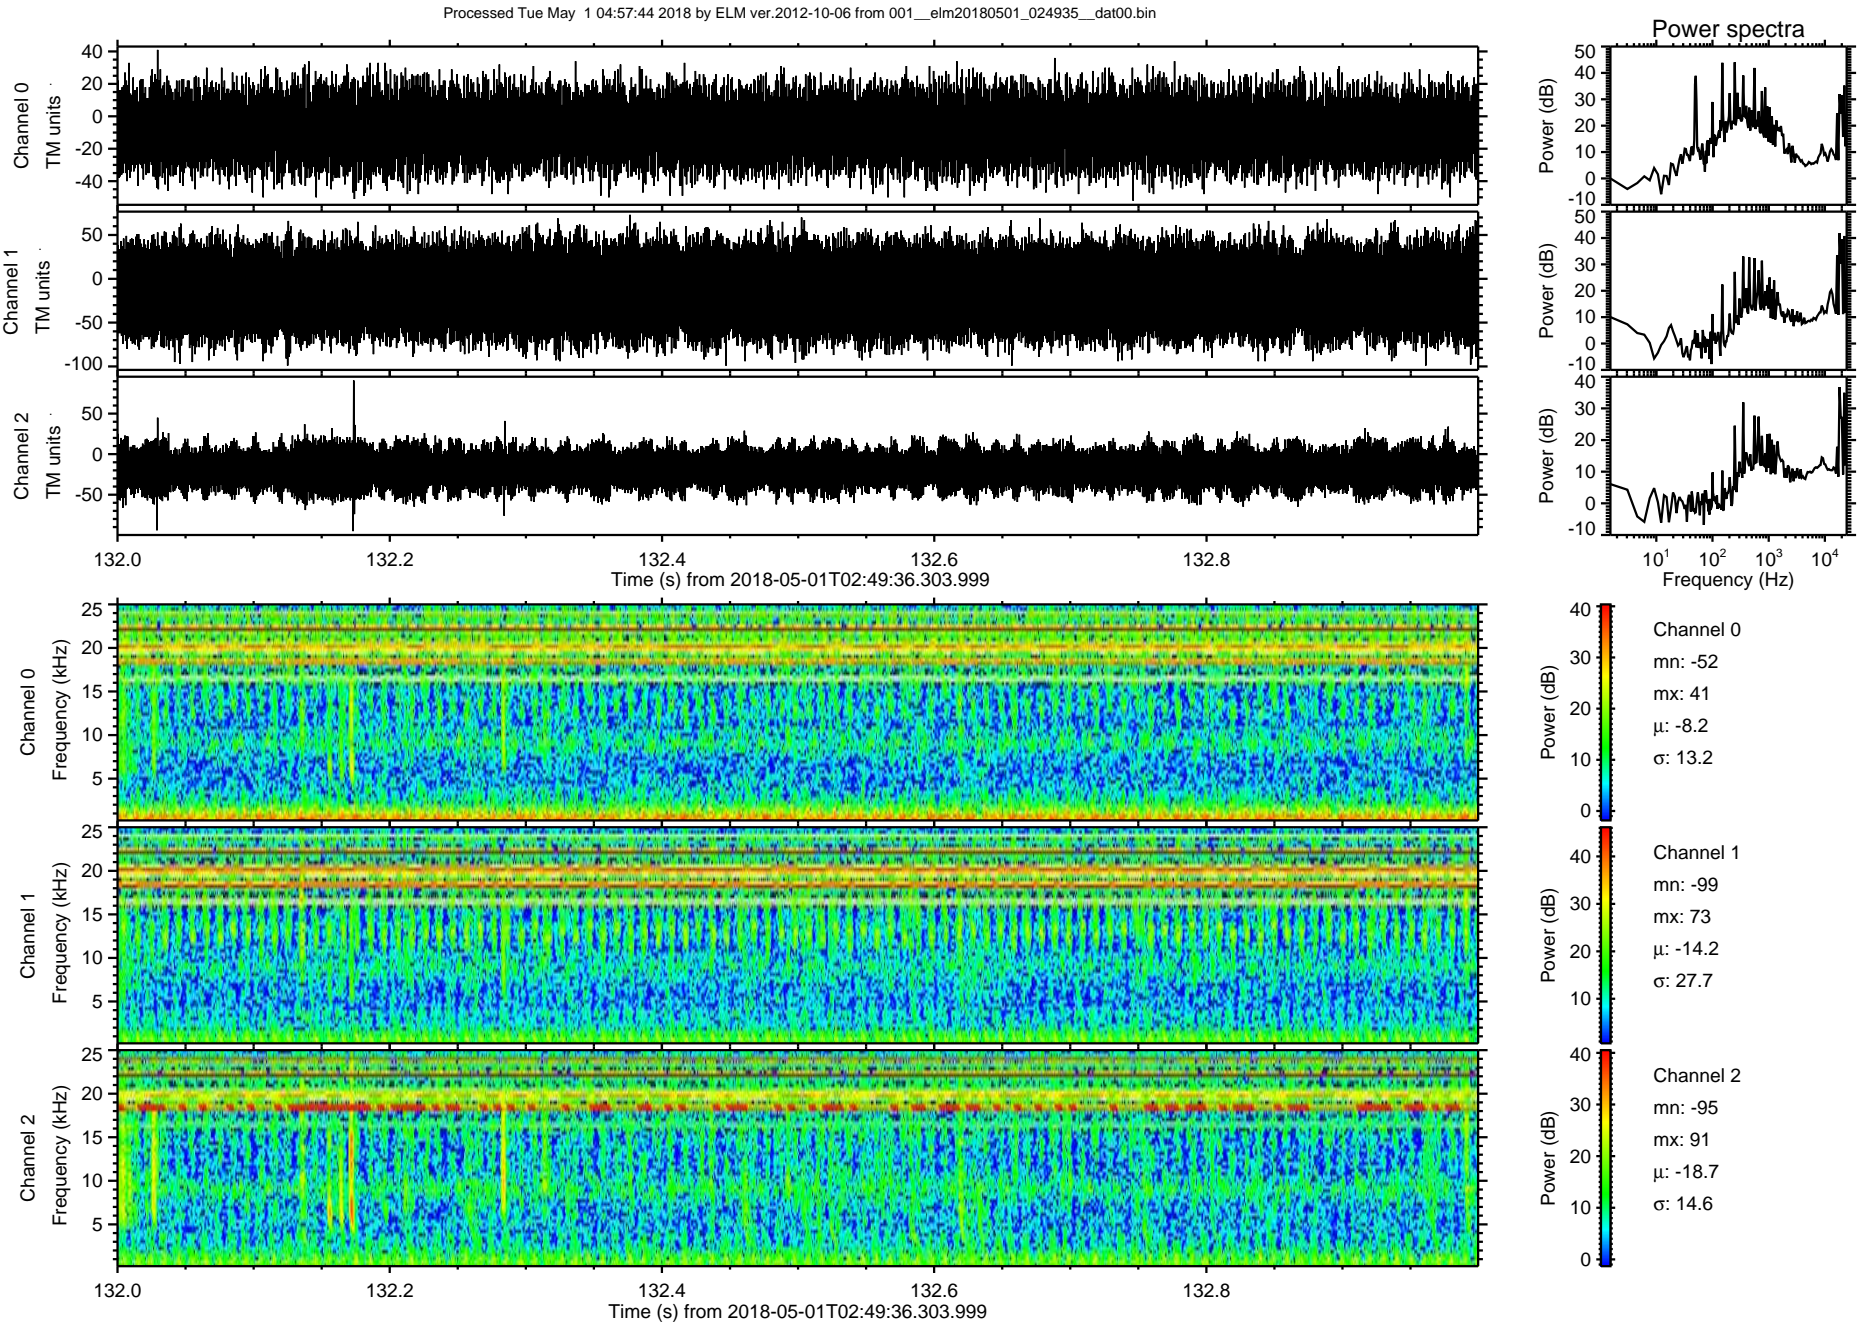 Processed Tue May  1 04:57:44 2018 by ELM ver.2012-10-06 from 001__elm20180501_024935__dat00.bin
Power spectra
Channel 0
TM units
40
20
0
-20
-40
Power (dB)
50
40
30
20
10
0
-10
Channel 1
TM units
50
0
-50
-100
Power (dB)
50
40
30
20
10
0
-10
Channel 2
TM units
50
0
-50
Power (dB)
40
30
20
10
0
-10
132.0 132.2 132.4 132.6 132.8
Time (s) from 2018-05-01T02:49:36.303.999
10^1 10^2 10^3 10^4
Frequency (Hz)
Channel 0
Frequency (kHz)
25
20
15
10
5
Power (dB)
40
30
20
10
0
Channel 0
mn: -52
mx: 41
µ: -8.2
σ: 13.2
Channel 1
Frequency (kHz)
25
20
15
10
5
Power (dB)
40
30
20
10
Channel 1
mn: -99
mx: 73
µ: -14.2
σ: 27.7
Channel 2
Frequency (kHz)
25
20
15
10
5
Power (dB)
40
30
20
10
0
Channel 2
mn: -95
mx: 91
µ: -18.7
σ: 14.6
132.0 132.2 132.4 132.6 132.8
Time (s) from 2018-05-01T02:49:36.303.999